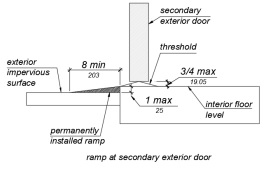 secondary
exterior door
threshold
exterior
impervious
surface
8 min
203
3/4 max
19.05
1 max
25
interior floor
level
permanently
installed ramp
ramp at secondary exterior door